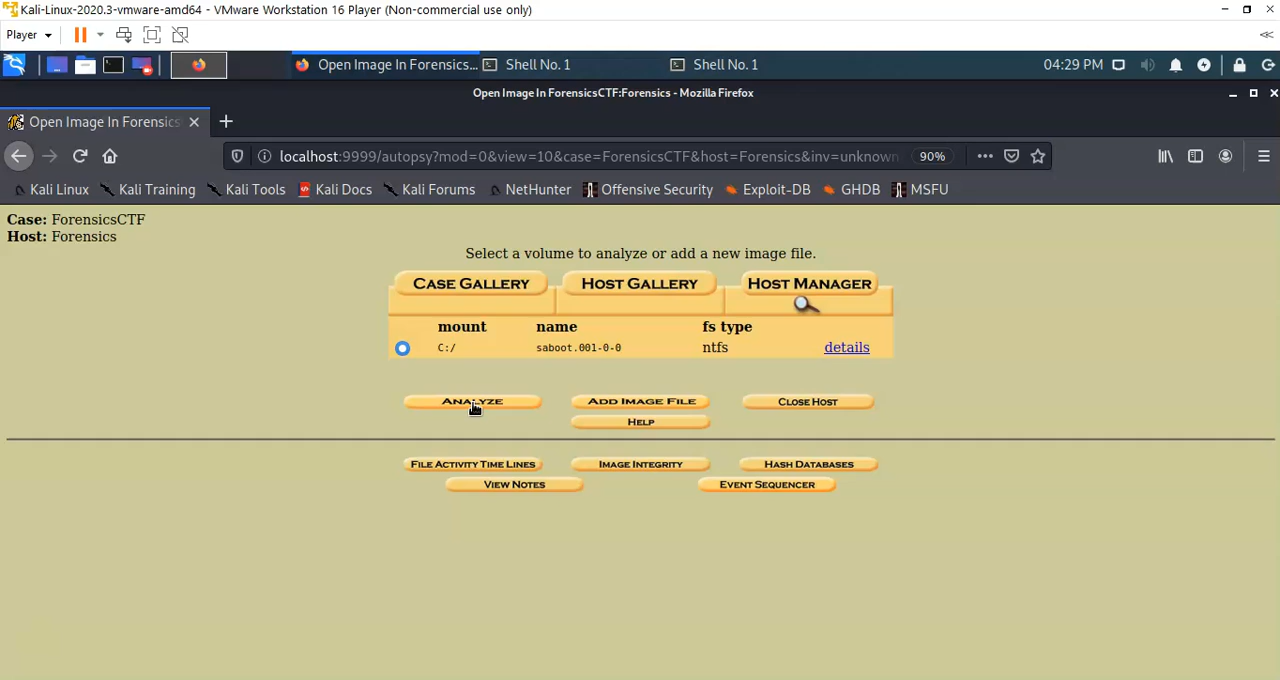 Kali-Linux-2020.3-vmware-amd64 - VMware Workstation 16 Player (Non-commercial use only)
Player
Open Image In Forensics... Shell No. 1 Shell No. 1 04:29 PM
Open Image In ForensicsCTF:Forensics - Mozilla Firefox
Open Image In Forensics
localhost:9999/autopsy?mod=0&view=10&case=ForensicsCTF&host=Forensics&inv=unknown 90%
Kali Linux Kali Training Kali Tools Kali Docs Kali Forums NetHunter Offensive Security Exploit-DB GHDB MSFU
Case: ForensicsCTF
Host: Forensics
Select a volume to analyze or add a new image file.
CASE GALLERY HOST GALLERY HOST MANAGER
mount name fs type
C:/ saboot.001-0-0 ntfs details
ANALYZE ADD IMAGE FILE CLOSE HOST
HELP
FILE ACTIVITY TIME LINES IMAGE INTEGRITY HASH DATABASES
VIEW NOTES EVENT SEQUENCER